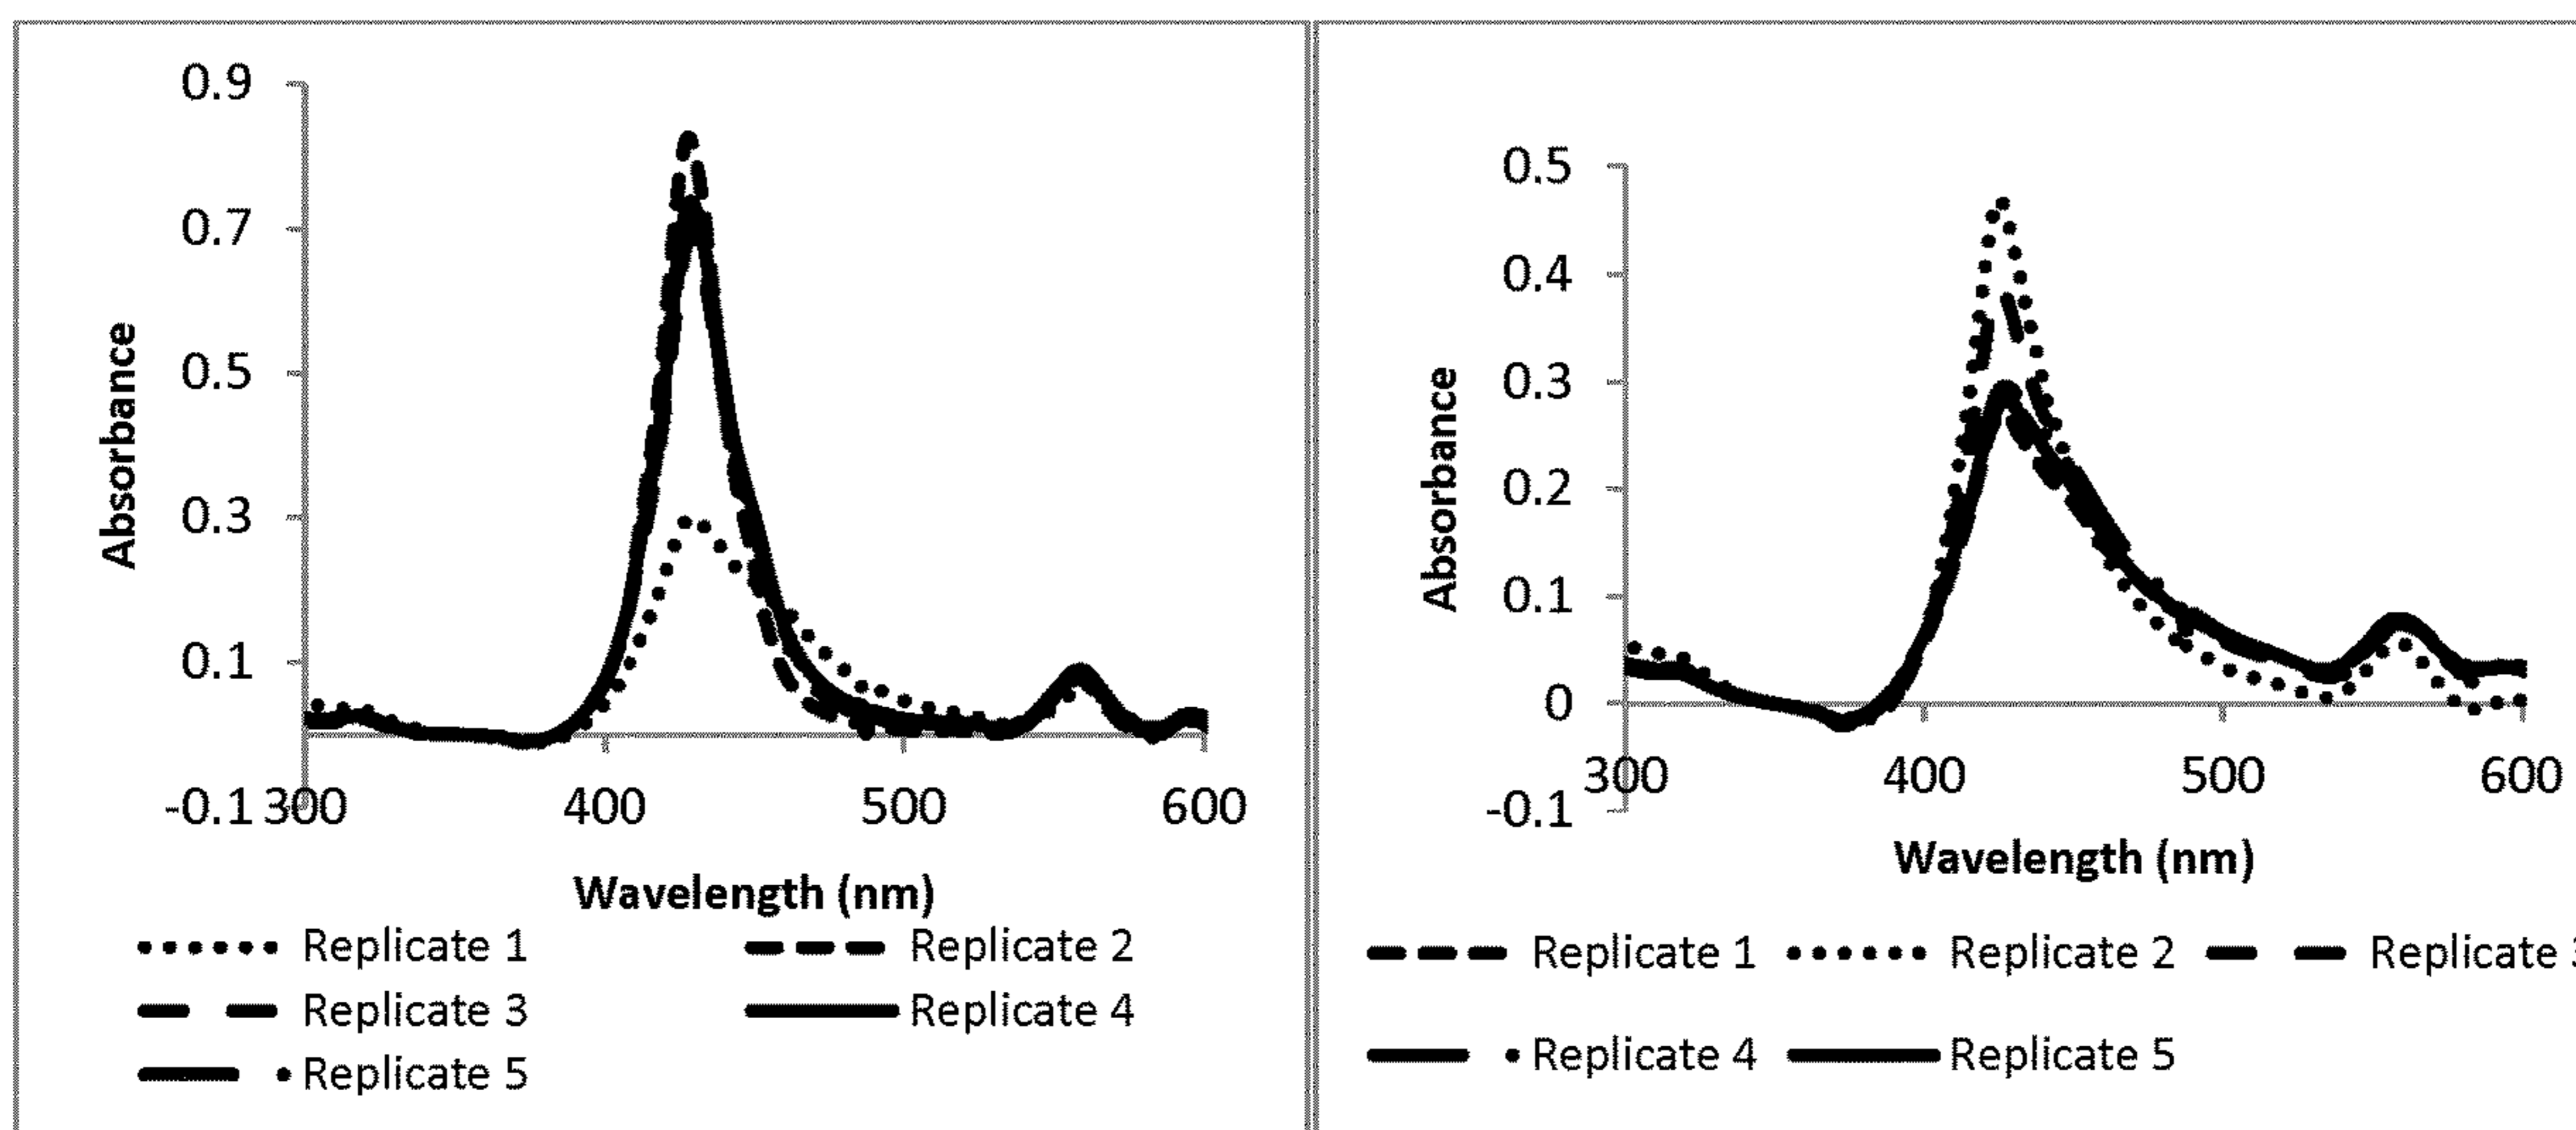 0.9
0.7
0.5
0.3
0.1
-0.1
300 400 500 600
Absorbance
Wavelength (nm)
Replicate 1 Replicate 2
Replicate 3 Replicate 4
Replicate 5
0.5
0.4
0.3
0.2
0.1
0
-0.1
300 400 500 600
Absorbance
Wavelength (nm)
Replicate 1 Replicate 2 Replicate 3
Replicate 4 Replicate 5